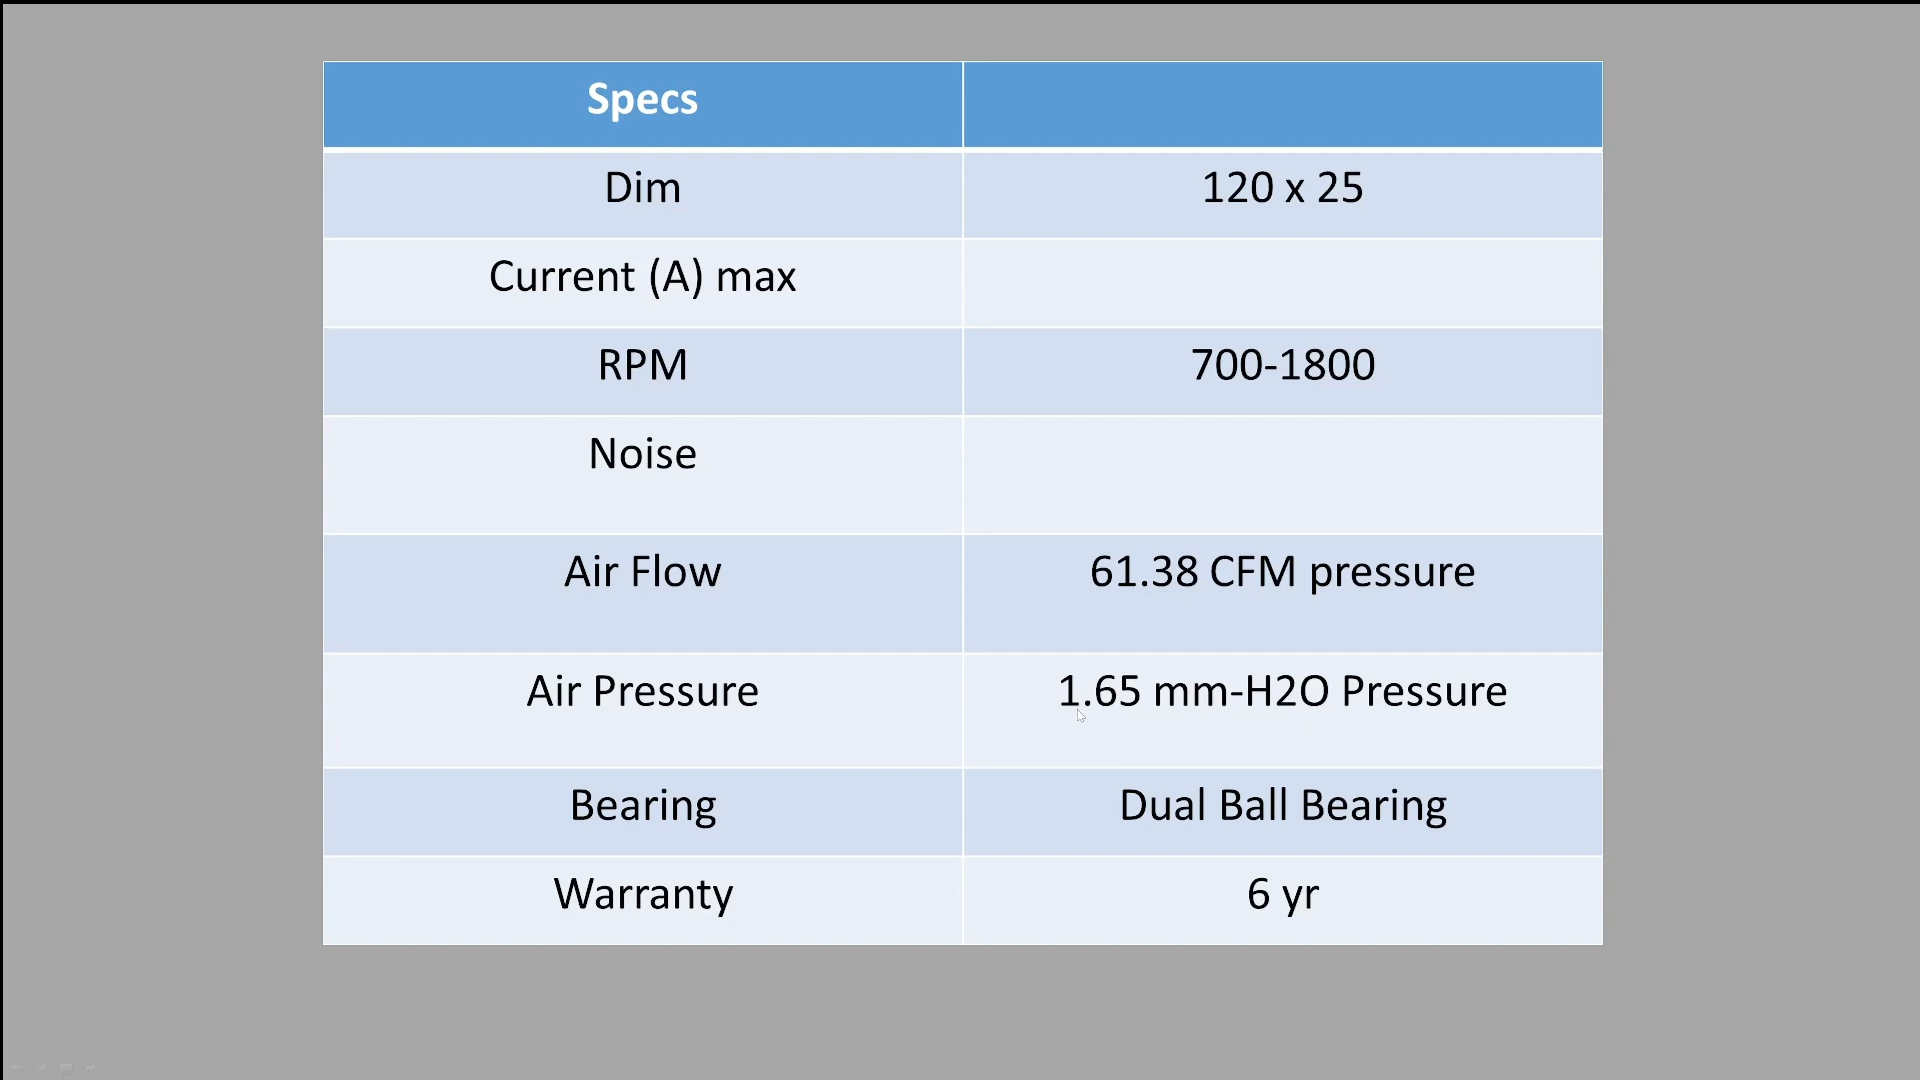 Specs
Dim 120 x 25
Current (A) max
RPM 700-1800
Noise
Air Flow 61.38 CFM pressure
Air Pressure 1.65 mm-H2O Pressure
Bearing Dual Ball Bearing
Warranty 6 yr